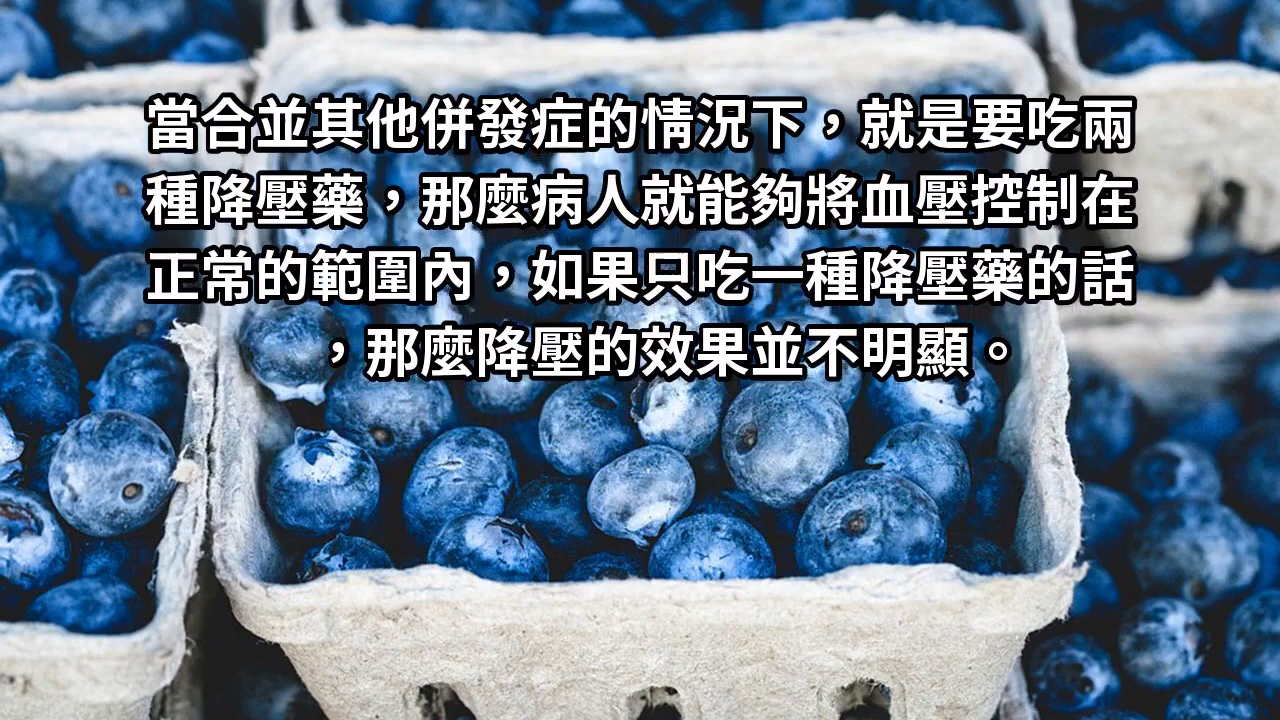 當合並其他併發症的情況下，就是要吃兩
種降壓藥，那麼病人就能夠將血壓控制在
正常的範圍內，如果只吃一種降壓藥的話
，那麼降壓的效果並不明顯。